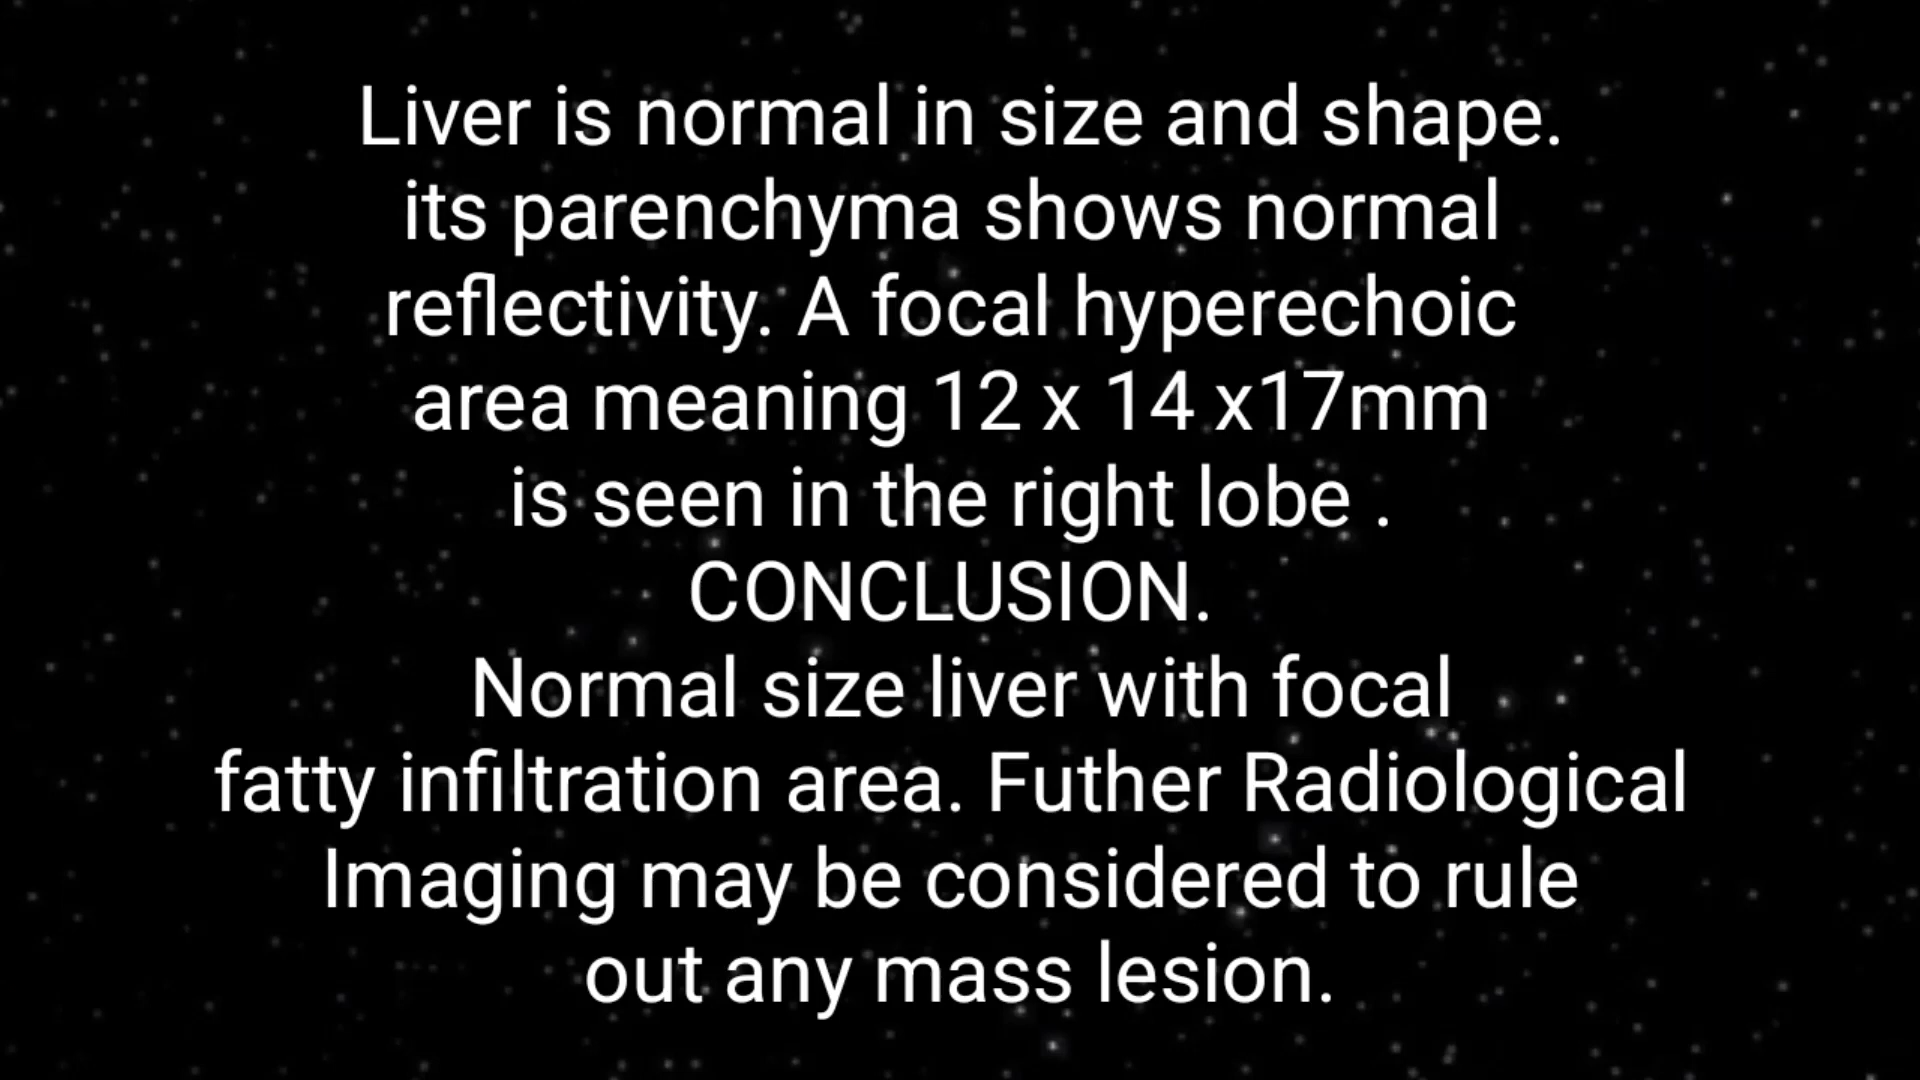 Liver is normal in size and shape.
its parenchyma shows normal
reflectivity. A focal hyperechoic
area meaning 12 x 14 x17mm
is seen in the right lobe .
CONCLUSION.
Normal size liver with focal
fatty infiltration area. Futher Radiological
Imaging may be considered to rule
out any mass lesion.